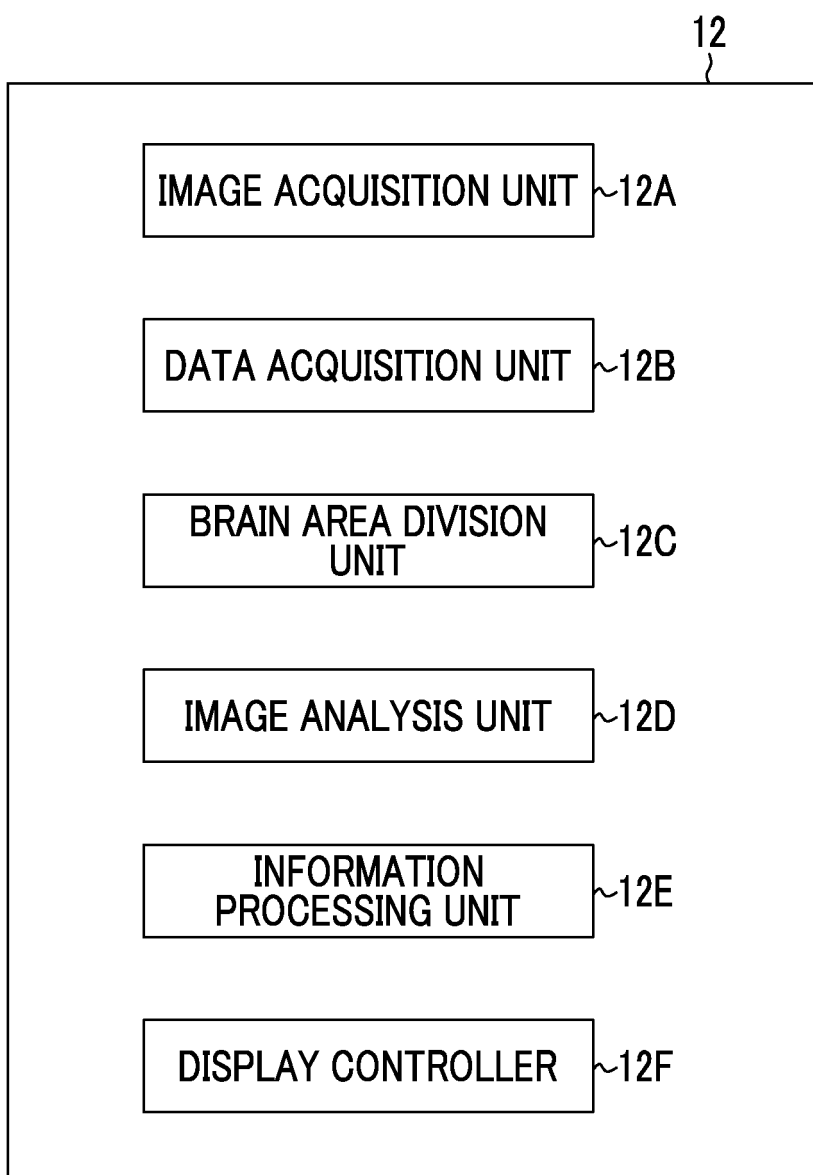 12
IMAGE ACQUISITION UNIT 12A
DATA ACQUISITION UNIT 12B
BRAIN AREA DIVISION
UNIT 12C
IMAGE ANALYSIS UNIT 12D
INFORMATION
PROCESSING UNIT 12E
DISPLAY CONTROLLER 12F